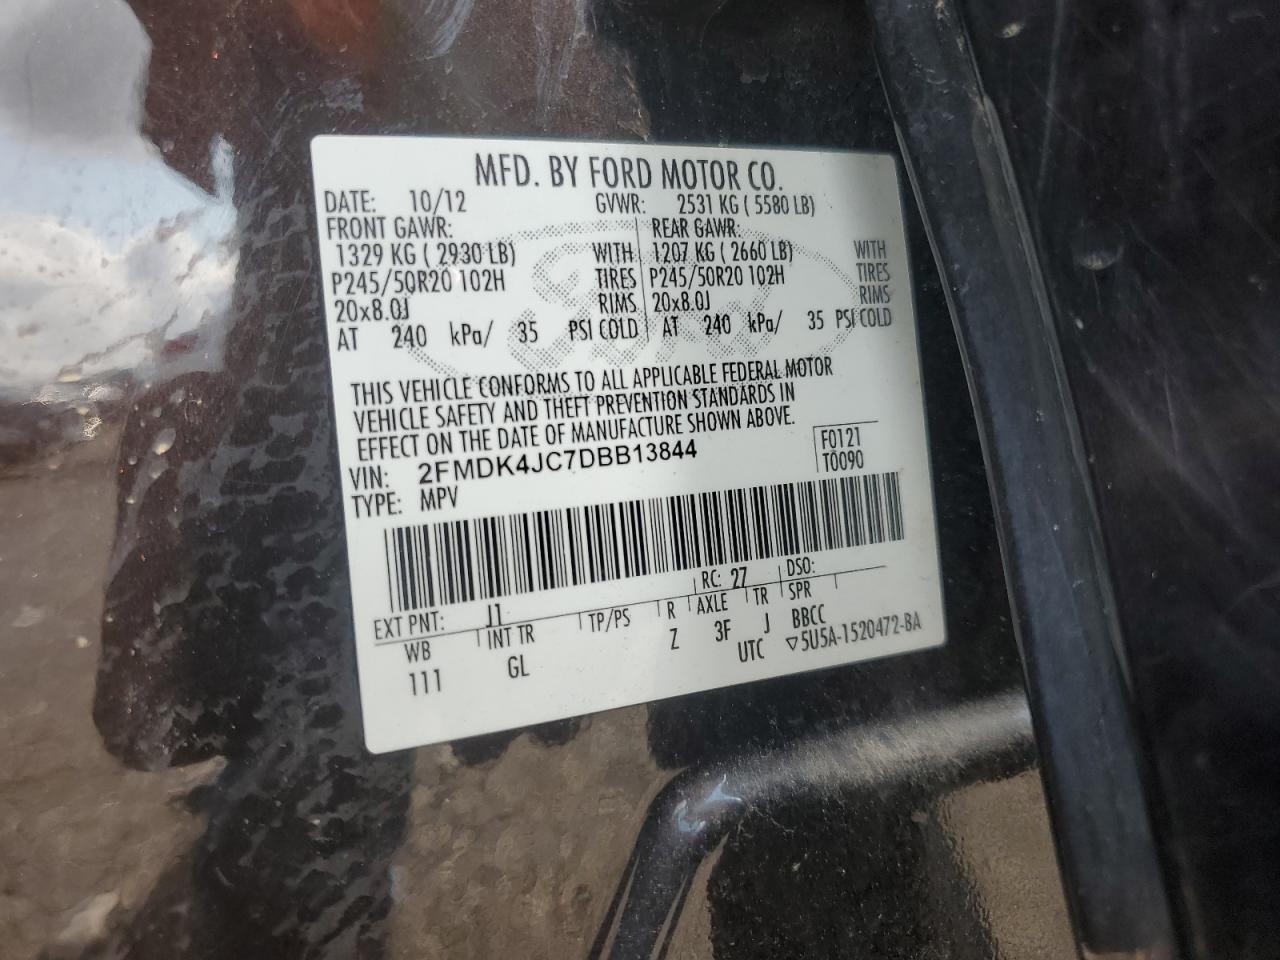 MFD. BY FORD MOTOR CO.
DATE: 10/12 GVWR: 2531 KG ( 5580 LB)
FRONT GAWR: REAR GAWR:
1329 KG ( 2930 LB) WITH 1207 KG ( 2660 LB) WITH
P245/50R20 102H TIRES P245/50R20 102H TIRES
20x8.0J RIMS 20x8.0J RIMS
AT 240 kPa/ 35 PSI COLD AT 240 kPa/ 35 PSI COLD
THIS VEHICLE CONFORMS TO ALL APPLICABLE FEDERAL MOTOR
VEHICLE SAFETY AND THEFT PREVENTION STANDARDS IN
EFFECT ON THE DATE OF MANUFACTURE SHOWN ABOVE.
VIN: 2FMDK4JC7DBB13844 F0121
TYPE: MPV T0090
EXT PNT: J1 RC: 27 DSO:
WB INT TR TP/PS R AXLE TR SPR
111 GL Z 3F J BBCC
UTC ▽5U5A-1520472-BA